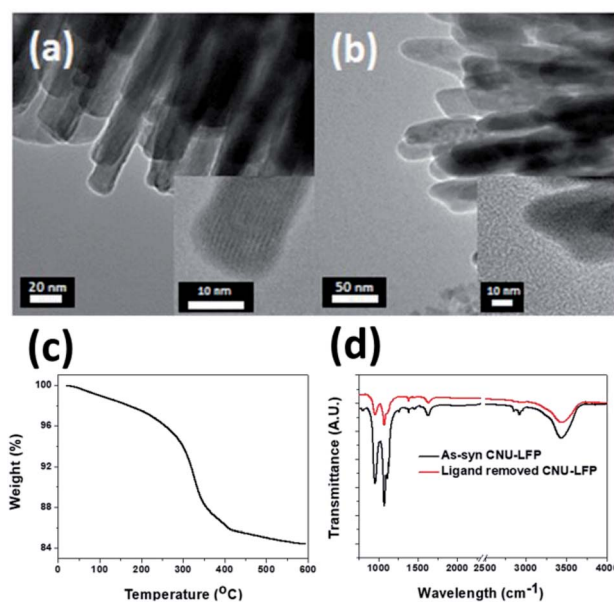 (a)
(b)
20 nm
10 nm
50 nm
10 nm
(c)
(d)
100
96
92
88
84
Weight (%)
0 100 200 300 400 500 600
Temperature (OC)
Transmittance (A.U.)
As-syn CNU-LFP
Ligand removed CNU-LFP
1000 1500 2000 2500 2500 3000 3500 4000
Wavelength (cm-1)